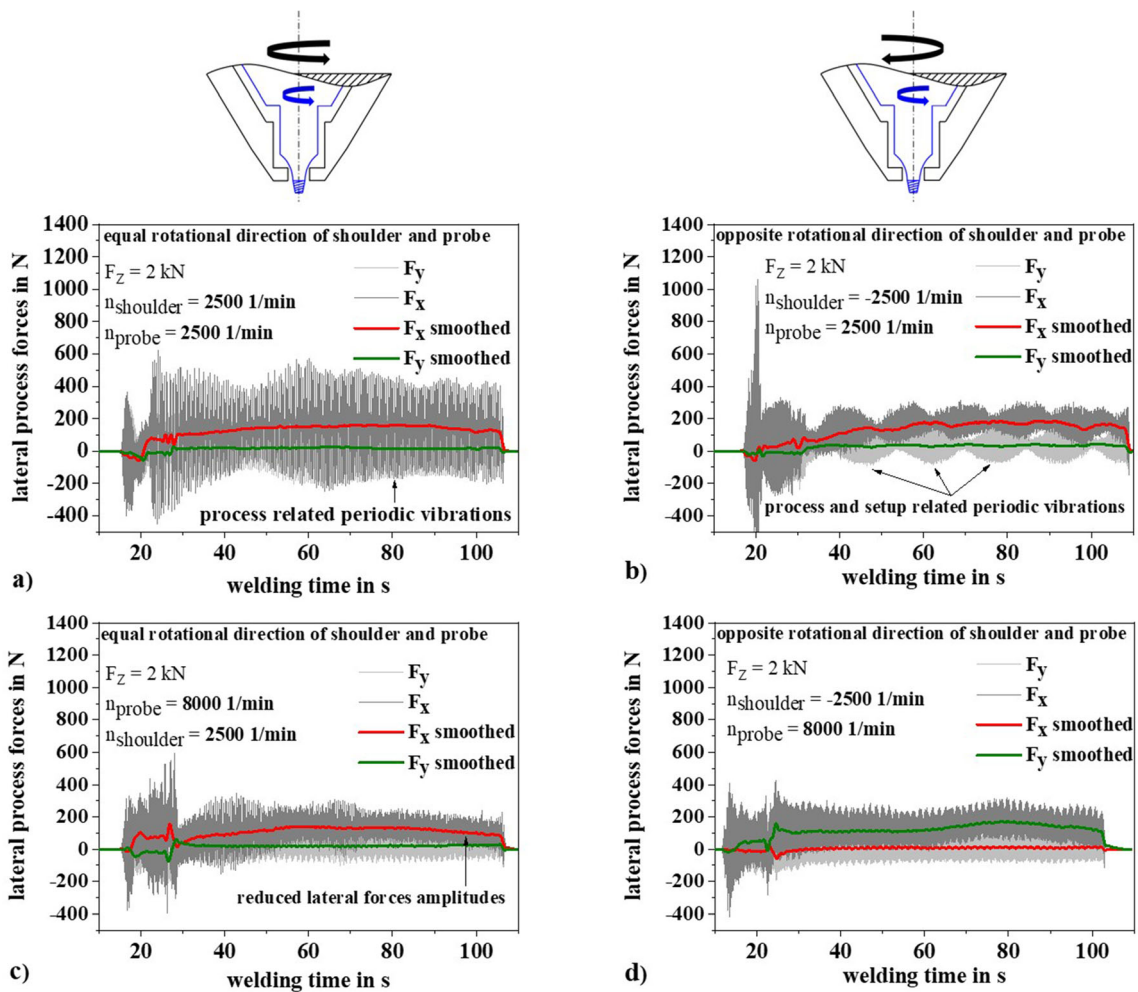 1400
1200
1000
800
600
400
200
0
-200
-400
lateral process forces in N
equal rotational direction of shoulder and probe
F_Z = 2 kN
n_shoulder = 2500 1/min
n_probe = 2500 1/min
F_y
F_x
F_x smoothed
F_y smoothed
process related periodic vibrations
20 40 60 80 100
welding time in s
a)
1400
1200
1000
800
600
400
200
0
-200
-400
lateral process forces in N
opposite rotational direction of shoulder and probe
F_Z = 2 kN
n_shoulder = -2500 1/min
n_probe = 2500 1/min
F_y
F_x
F_x smoothed
F_y smoothed
process and setup related periodic vibrations
20 40 60 80 100
welding time in s
b)
1400
1200
1000
800
600
400
200
0
-200
-400
lateral process forces in N
equal rotational direction of shoulder and probe
F_Z = 2 kN
n_probe = 8000 1/min
n_shoulder = 2500 1/min
F_y
F_x
F_x smoothed
F_y smoothed
reduced lateral forces amplitudes
20 40 60 80 100
welding time in s
c)
1400
1200
1000
800
600
400
200
0
-200
-400
lateral process forces in N
opposite rotational direction of shoulder and probe
F_Z = 2 kN
n_shoulder = -2500 1/min
n_probe = 8000 1/min
F_y
F_x
F_x smoothed
F_y smoothed
20 40 60 80 100
welding time in s
d)